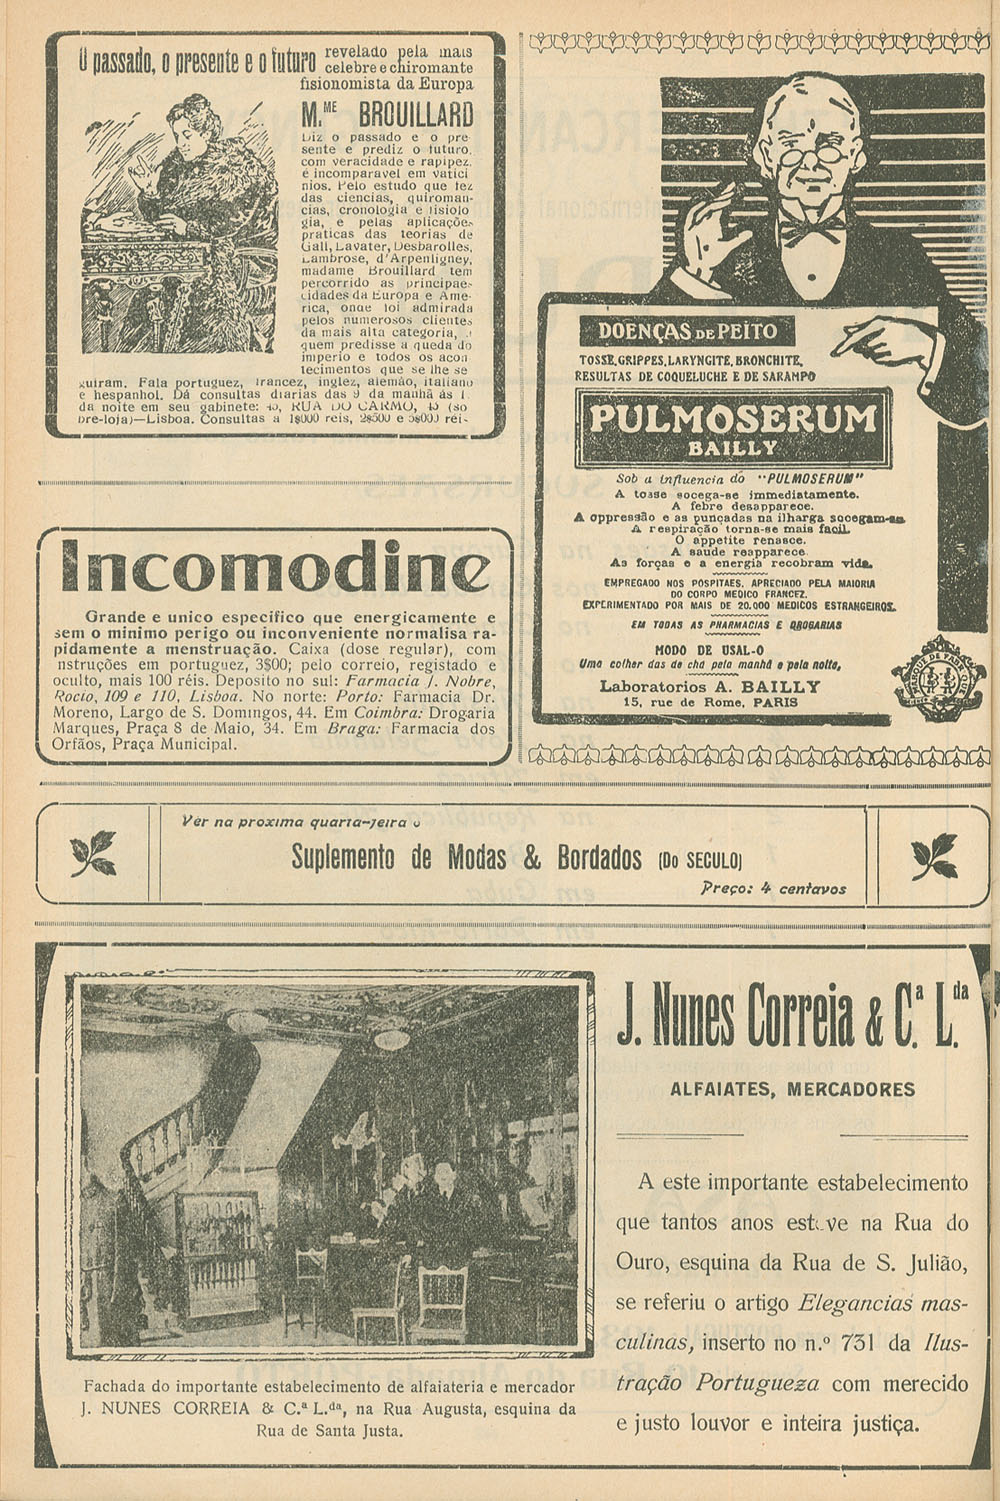 O passado, o presente e o futuro
revelado pela mais
celebre e chiromante
fisionomista da Europa
M.ME BROUILLARD
Diz o passado e o pre-
sente e prediz o futuro,
com veracidade e rapipez.
é incomparavel em vatici
nios. Pelo estudo que fez
das ciencias, quiroman-
cias, cronologia e fisiolo
gia, e pelas aplicações
praticas das teorias de
Gall, Lavater, Desbarolles,
Lambrose, d'Arpenligney,
madame Brouillard tem
percorrido as principaes
cidades da Europa e Ame-
rica, onde foi admirada
pelos numerosos clientes
da mais alta categoria, a
quem predisse a queda do
imperio e todos os acon
tecimentos que se lhe se
guiram. Fala portuguez, francez, inglez, alemão, italiano
e hespanhol. Dá consultas diarias das 9 da manhã ás 1
da noite em seu gabinete: 43, RUA DO CARMO, 43 (so
bre-loja)—Lisboa. Consultas a 1$000 réis, 2$500 e 5$000 réi-
Incomodine
Grande e unico especifico que energicamente e
sem o minimo perigo ou inconveniente normalisa ra-
pidamente a menstruação. Caixa (dose regular), com
nstruções em portuguez, 3$00; pelo correio, registado e
oculto, mais 100 réis. Deposito no sul: Farmacia J. Nobre,
Rocio, 109 e 110, Lisboa. No norte: Porto: Farmacia Dr.
Moreno, Largo de S. Domingos, 44. Em Coimbra: Drogaria
Marques, Praça 8 de Maio, 34. Em Braga: Farmacia dos
Orfãos, Praça Municipal.
DOENÇAS DE PEITO
TOSSE, GRIPPES, LARYNGITE, BRONCHITE,
RESULTAS DE COQUELUCHE E DE SARAMPO
PULMOSERUM
BAILLY
Sob a influencia do "PULMOSERUM"
A tosse socega-se immediatamente.
A febre desapparece.
A oppressão e as punçadas na ilharga socegam-se
A respiração torna-se mais facil.
O appetite renasce.
A saude reapparece
As forças e a energia recobram vida.
EMPREGADO NOS POSPITAES. APRECIADO PELA MAIORIA
DO CORPO MEDICO FRANCEZ.
EXPERIMENTADO POR MAIS DE 20.000 MEDICOS ESTRANGEIROS.
EM TODAS AS PHARMACIAS E DROGARIAS
MODO DE USAL-O
Uma colher das de chá pela manhã e pela noite.
Laboratorios A. BAILLY
15, rue de Rome, PARIS
MARQUE DE FABRIQUE
Ver na proxima quarta-feira o
Suplemento de Modas & Bordados (Do SECULO)
Preço: 4 centavos
Fachada do importante estabelecimento de alfaiateria e mercador
J. NUNES CORREIA & C.ª L.da, na Rua Augusta, esquina da
Rua de Santa Justa.
J. Nunes Correia & C.ª L.da
ALFAIATES, MERCADORES
A este importante estabelecimento
que tantos anos esteve na Rua do
Ouro, esquina da Rua de S. Julião,
se referiu o artigo Elegancias mas-
culinas, inserto no n.º 731 da Ilus-
tração Portugueza com merecido
e justo louvor e inteira justiça.